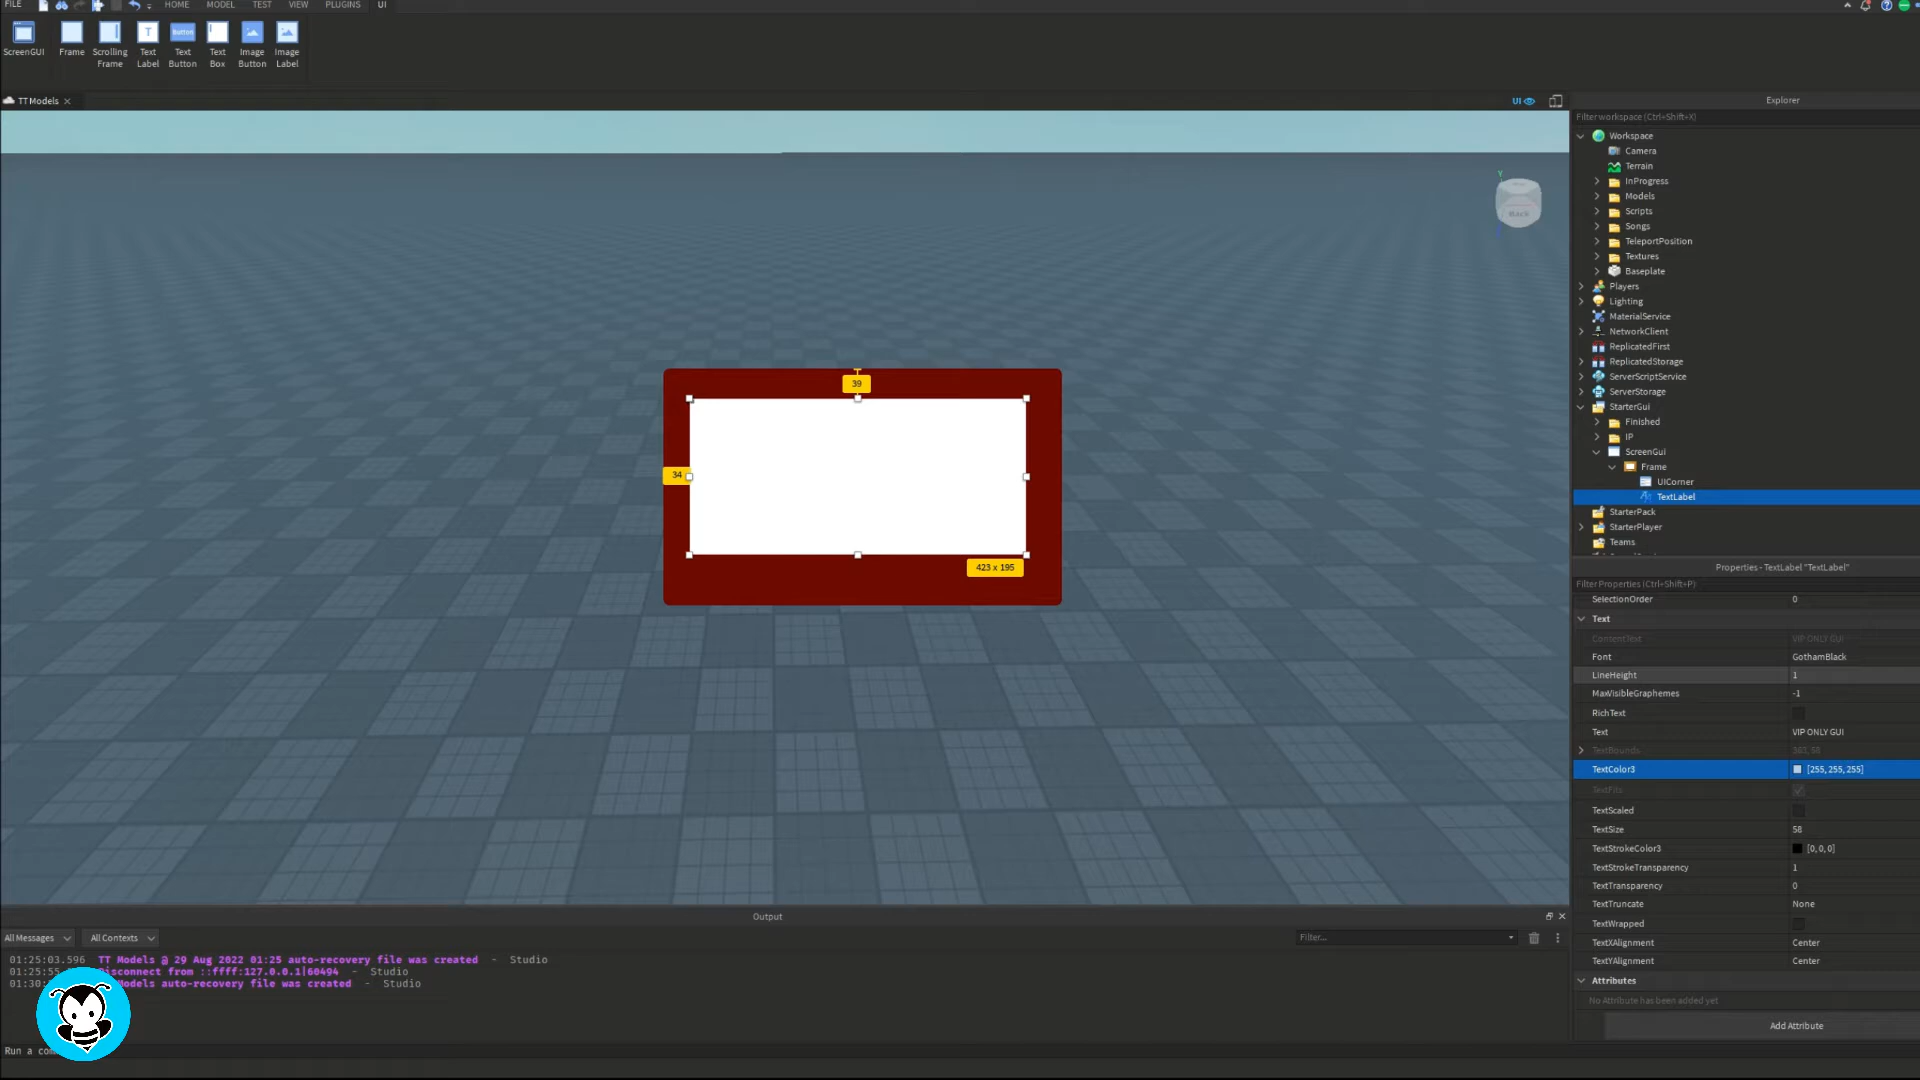 FILE HOME MODEL TEST VIEW PLUGINS UI
ScreenGUI Frame Scrolling Frame Text Label Text Button Text Box Image Button Image Label
Button
TT Models
UI
Explorer
Filter workspace (Ctrl+Shift+X)
Workspace
Camera
Terrain
InProgress
Models
Scripts
Songs
TeleportPosition
Textures
Baseplate
Players
Lighting
MaterialService
NetworkClient
ReplicatedFirst
ReplicatedStorage
ServerScriptService
ServerStorage
StarterGui
Finished
IP
ScreenGui
Frame
UICorner
TextLabel
StarterPack
StarterPlayer
Teams
Y
BACK
39
34
423 x 195
Properties - TextLabel "TextLabel"
Filter Properties (Ctrl+Shift+P)
SelectionOrder 0
Text
ContentText VIP ONLY GUI
Font GothamBlack
LineHeight 1
MaxVisibleGraphemes -1
RichText
Text VIP ONLY GUI
TextBounds 383, 58
TextColor3 [255, 255, 255]
TextFits
TextScaled
TextSize 58
TextStrokeColor3 [0, 0, 0]
TextStrokeTransparency 1
TextTransparency 0
TextTruncate None
TextWrapped
TextXAlignment Center
TextYAlignment Center
Attributes
No Attribute has been added yet
Add Attribute
Output
All Messages All Contexts Filter...
01:25:03.596 TT Models @ 29 Aug 2022 01:25 auto-recovery file was created - Studio
01:25:55. Disconnect from ::ffff:127.0.0.1|60494 - Studio
01:30: Models auto-recovery file was created - Studio
Run a com